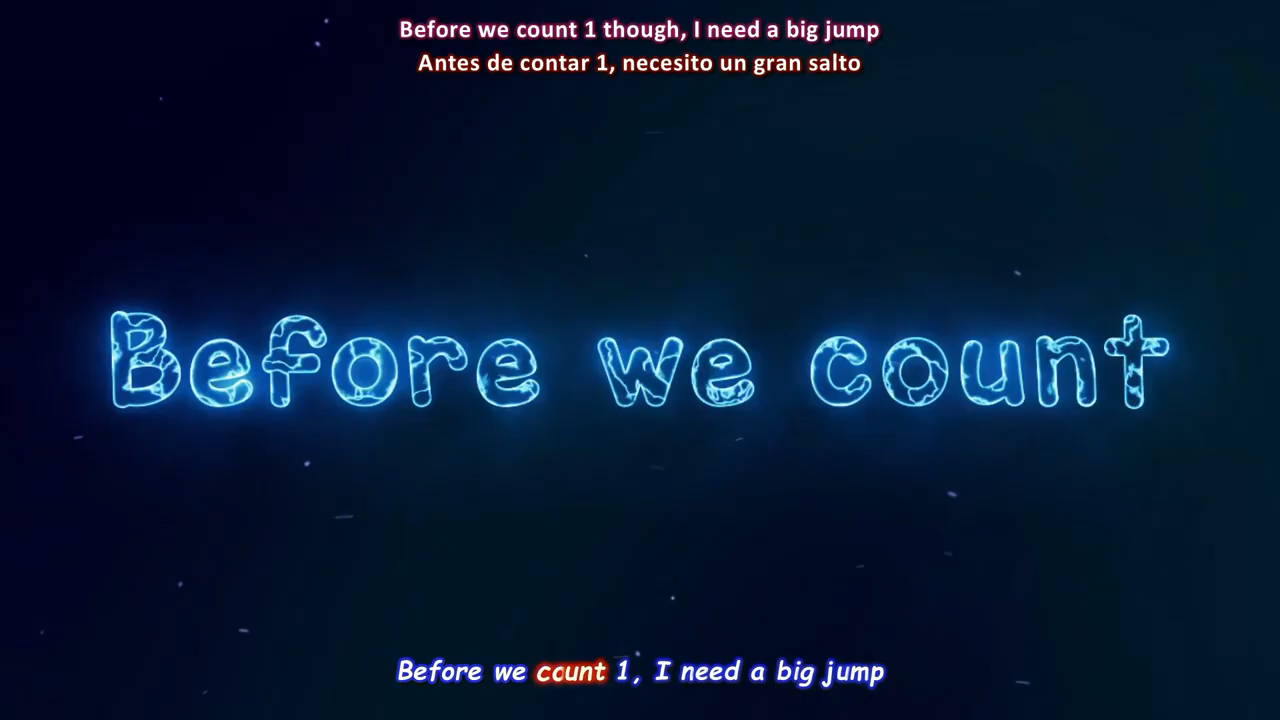 Before we count 1 though, I need a big jump
Antes de contar 1, necesito un gran salto
Before we count
Before we count 1, I need a big jump